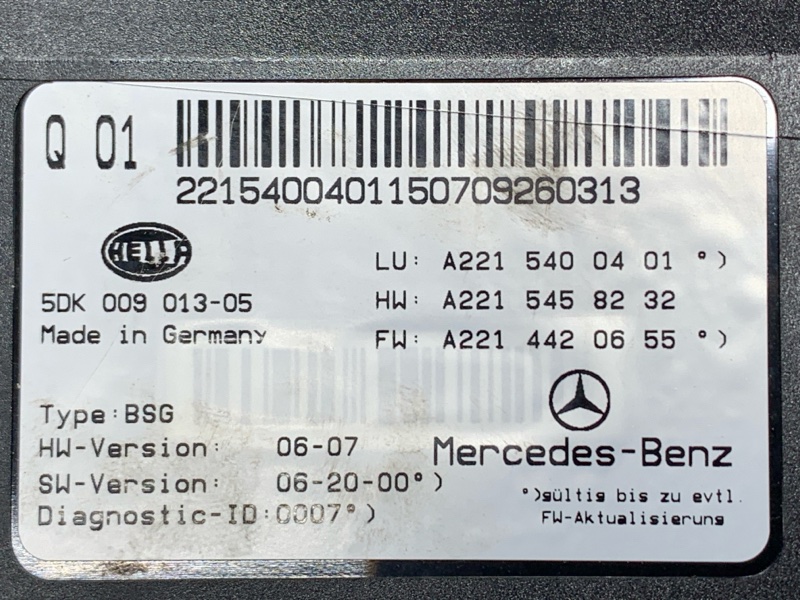 Q 01
2215400401150709260313
HELLA
LU: A221 540 04 01 °)
5DK 009 013-05
HW: A221 545 82 32
Made in Germany
FW: A221 442 06 55 °)
Type:BSG
HW-Version: 06-07
Mercedes-Benz
SW-Version: 06-20-00°)
°)gültig bis zu evtl.
Diagnostic-ID:0007°)
FW-Aktualisierung